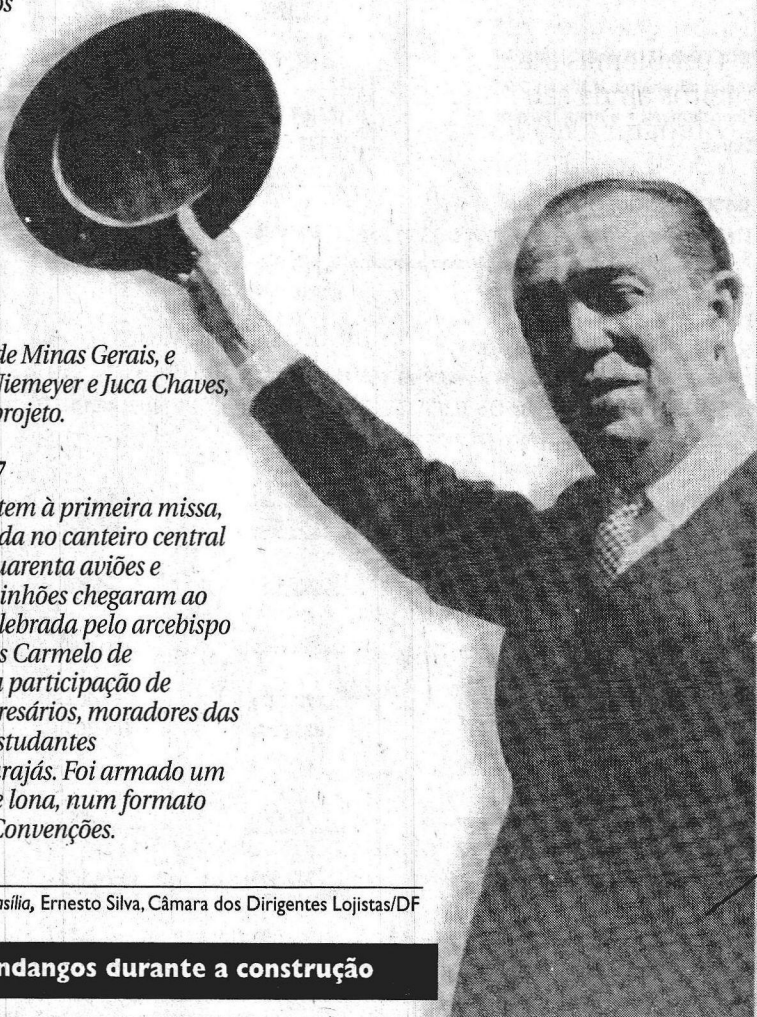 os
de Minas Gerais, e
Niemeyer e Juca Chaves,
projeto.
7
tem à primeira missa,
da no canteiro central
uarenta aviões e
inhões chegaram ao
lebrada pelo arcebispo
s Carmelo de
a participação de
resários, moradores das
studantes
arajás. Foi armado um
e lona, num formato
Convenções.
asília, Ernesto Silva, Câmara dos Dirigentes Lojistas/DF
ndangos durante a construção